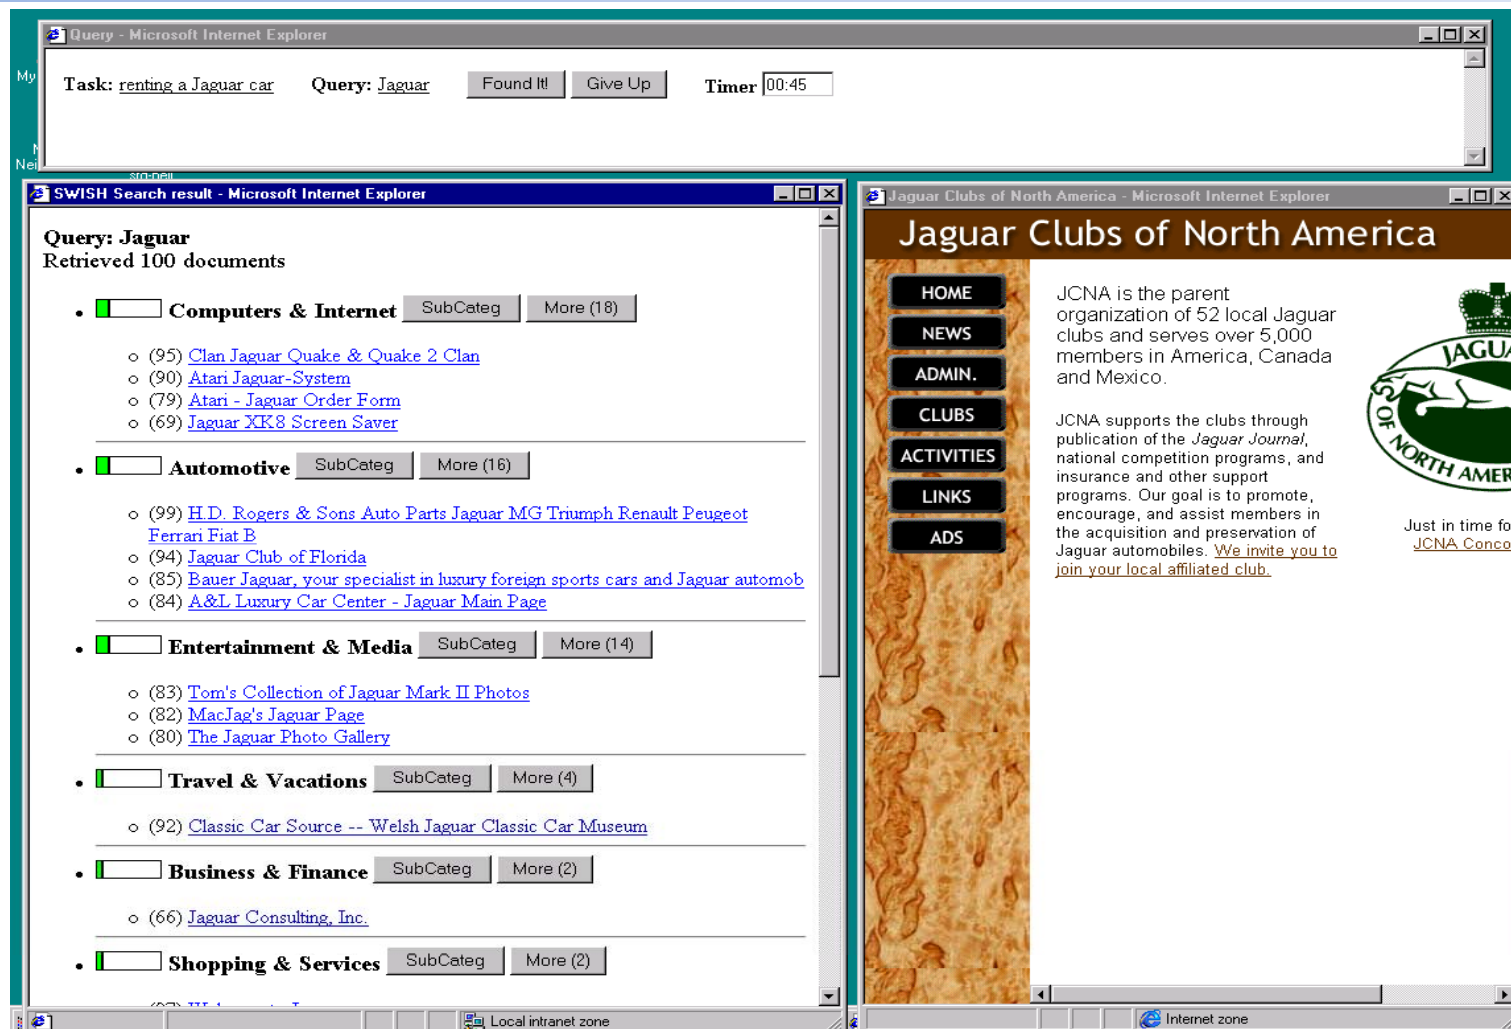 Query - Microsoft Internet Explorer
My
Task: renting a Jaguar car Query: Jaguar Found It! Give Up Timer 00:45
Nei
SWISH Search result - Microsoft Internet Explorer
Query: Jaguar
Retrieved 100 documents
Computers & Internet SubCateg More (18)
(95) Clan Jaguar Quake & Quake 2 Clan
(90) Atari Jaguar-System
(79) Atari - Jaguar Order Form
(69) Jaguar XK8 Screen Saver
Automotive SubCateg More (16)
(99) H.D. Rogers & Sons Auto Parts Jaguar MG Triumph Renault Peugeot
Ferrari Fiat B
(94) Jaguar Club of Florida
(85) Bauer Jaguar, your specialist in luxury foreign sports cars and Jaguar automob
(84) A&L Luxury Car Center - Jaguar Main Page
Entertainment & Media SubCateg More (14)
(83) Tom's Collection of Jaguar Mark II Photos
(82) MacJag's Jaguar Page
(80) The Jaguar Photo Gallery
Travel & Vacations SubCateg More (4)
(92) Classic Car Source -- Welsh Jaguar Classic Car Museum
Business & Finance SubCateg More (2)
(66) Jaguar Consulting, Inc.
Shopping & Services SubCateg More (2)
Local intranet zone
Jaguar Clubs of North America - Microsoft Internet Explorer
Jaguar Clubs of North America
HOME
NEWS
ADMIN.
CLUBS
ACTIVITIES
LINKS
ADS
JCNA is the parent
organization of 52 local Jaguar
clubs and serves over 5,000
members in America, Canada
and Mexico.
JCNA supports the clubs through
publication of the Jaguar Journal,
national competition programs, and
insurance and other support
programs. Our goal is to promote,
encourage, and assist members in
the acquisition and preservation of
Jaguar automobiles. We invite you to
join your local affiliated club.
JAGUA
S OF NORTH AMER
Just in time fo
JCNA Conco
Internet zone